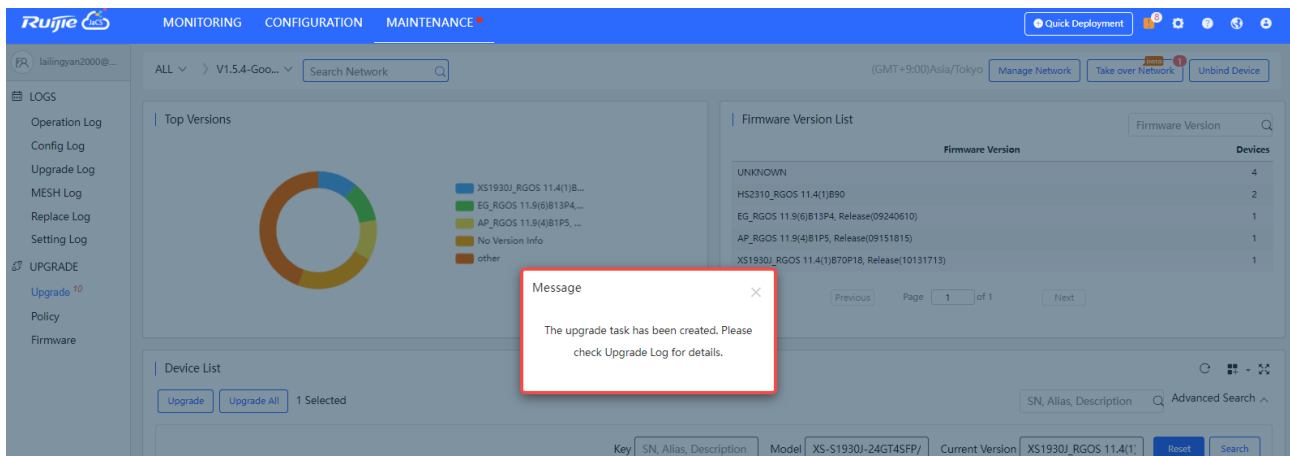 Ruijie JaCS MONITORING CONFIGURATION MAINTENANCE Quick Deployment 8
lailingyan2000@... ALL V1.5.4-Goo... Search Network (GMT+9:00)Asia/Tokyo Manage Network Take over Network beta 1 Unbind Device
LOGS
Operation Log
Config Log
Upgrade Log
MESH Log
Replace Log
Setting Log
UPGRADE
Upgrade 10
Policy
Firmware
Top Versions
XS1930J_RGOS 11.4(1)B...
EG_RGOS 11.9(6)B13P4,...
AP_RGOS 11.9(4)B1P5, ...
No Version Info
other
Firmware Version List Firmware Version
Firmware Version Devices
UNKNOWN 4
HS2310_RGOS 11.4(1)B90 2
EG_RGOS 11.9(6)B13P4, Release(09240610) 1
AP_RGOS 11.9(4)B1P5, Release(09151815) 1
XS1930J_RGOS 11.4(1)B70P18, Release(10131713) 1
Previous Page 1 of 1 Next
Message
The upgrade task has been created. Please
check Upgrade Log for details.
Device List
Upgrade Upgrade All 1 Selected SN, Alias, Description Advanced Search
Key SN, Alias, Description Model XS-S1930J-24GT4SFP/ Current Version XS1930J_RGOS 11.4(1) Reset Search